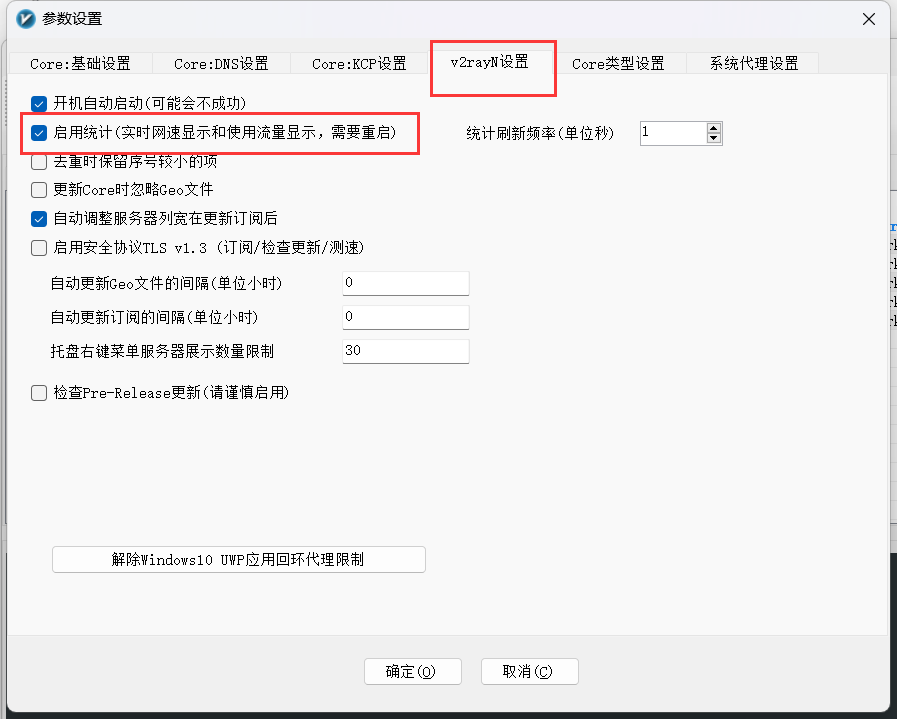 参数设置
Core:基础设置 Core:DNS设置 Core:KCP设置 v2rayN设置 Core类型设置 系统代理设置
开机自动启动(可能会不成功)
启用统计(实时网速显示和使用流量显示，需要重启) 统计刷新频率(单位秒) 1
去重时保留序号较小的项
更新Core时忽略Geo文件
自动调整服务器列宽在更新订阅后
启用安全协议TLS v1.3 (订阅/检查更新/测速)
自动更新Geo文件的间隔(单位小时) 0
自动更新订阅的间隔(单位小时) 0
托盘右键菜单服务器展示数量限制 30
检查Pre-Release更新(请谨慎启用)
解除Windows10 UWP应用回环代理限制
确定(O) 取消(C)